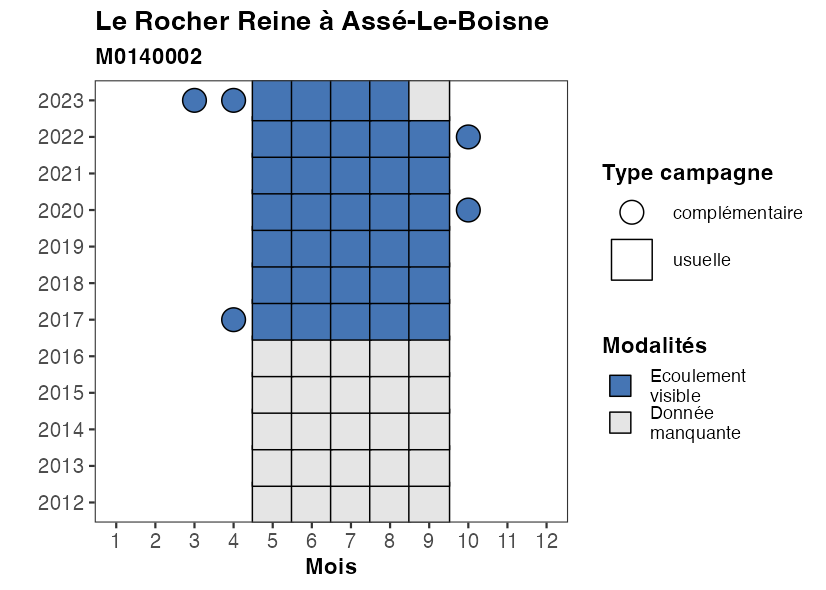 Le Rocher Reine à Assé-Le-Boisne
M0140002
2023
2022
2021
2020
2019
2018
2017
2016
2015
2014
2013
2012
1 2 3 4 5 6 7 8 9 10 11 12
Mois
Type campagne
complémentaire
usuelle
Modalités
Ecoulement
visible
Donnée
manquante